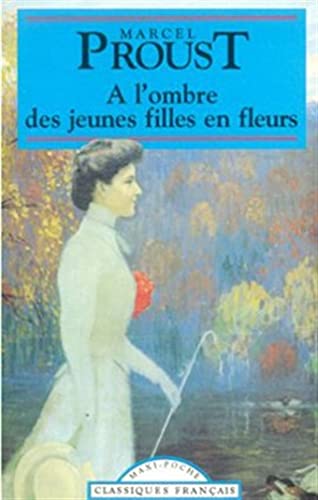 MARCEL
PROUST
A l'ombre
des jeunes filles en fleurs
MAXI-POCHE
CLASSIQUES FRANÇAIS